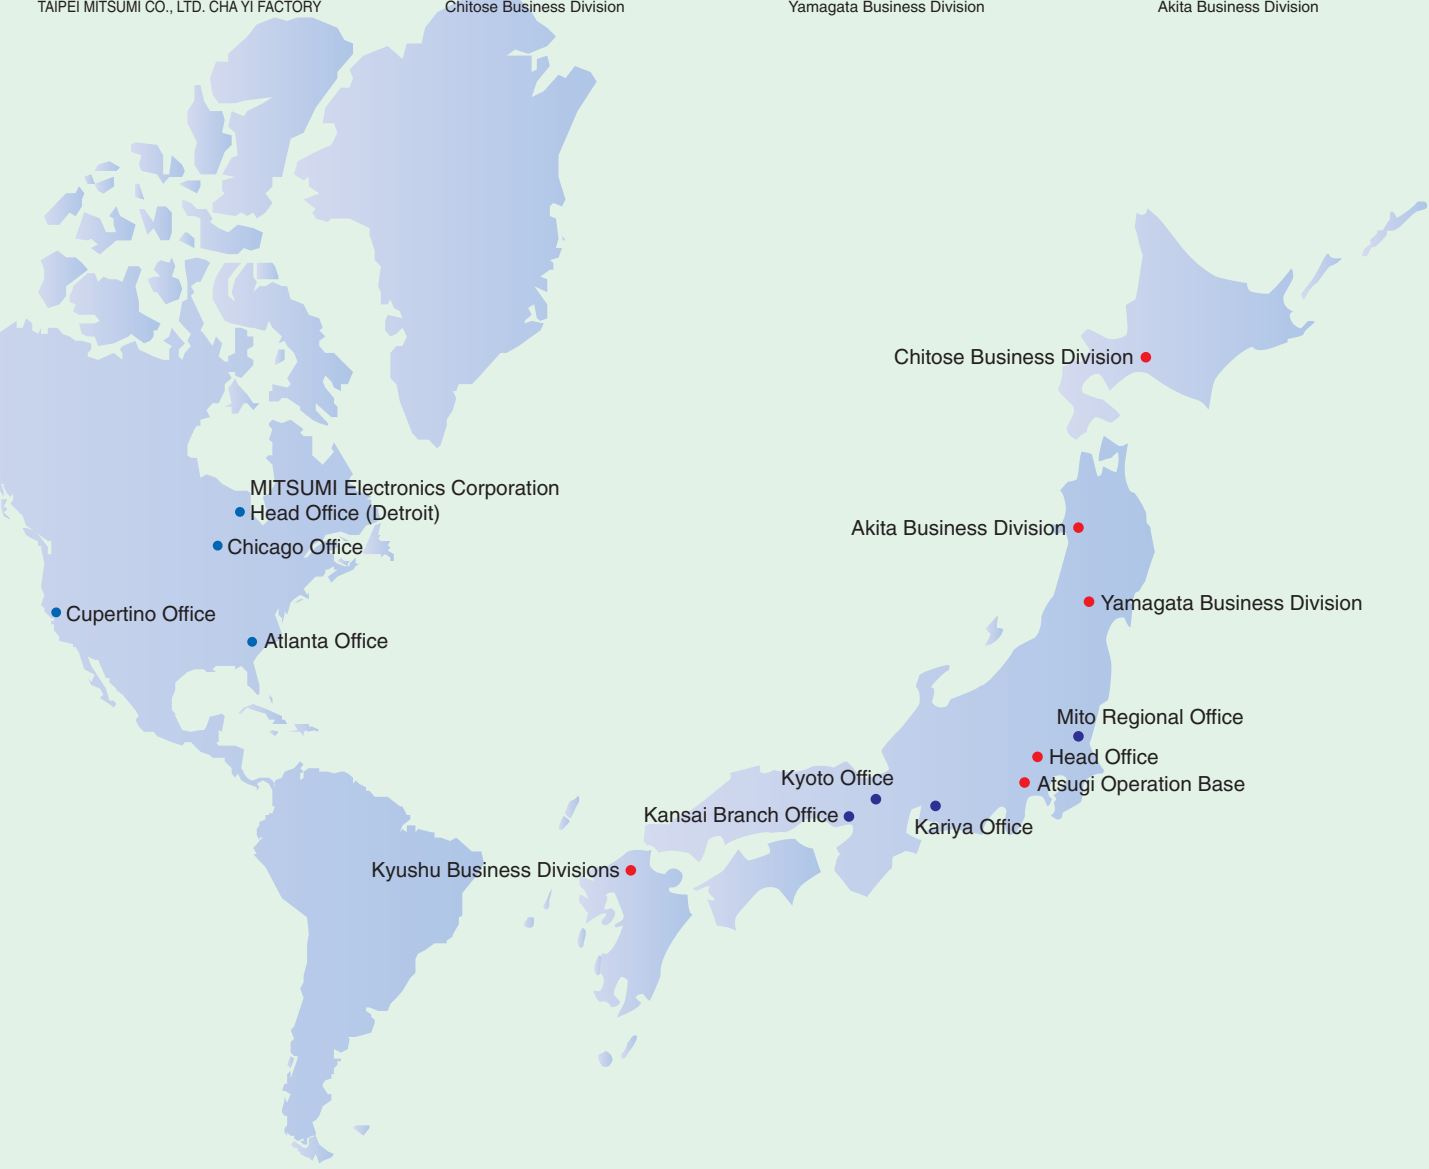 TAIPEI MITSUMI CO., LTD. CHA YI FACTORY
Chitose Business Division
Yamagata Business Division
Akita Business Division
Chitose Business Division
MITSUMI Electronics Corporation
Head Office (Detroit)
Chicago Office
Akita Business Division
Cupertino Office
Yamagata Business Division
Atlanta Office
Mito Regional Office
Head Office
Kyoto Office
Atsugi Operation Base
Kansai Branch Office
Kariya Office
Kyushu Business Divisions